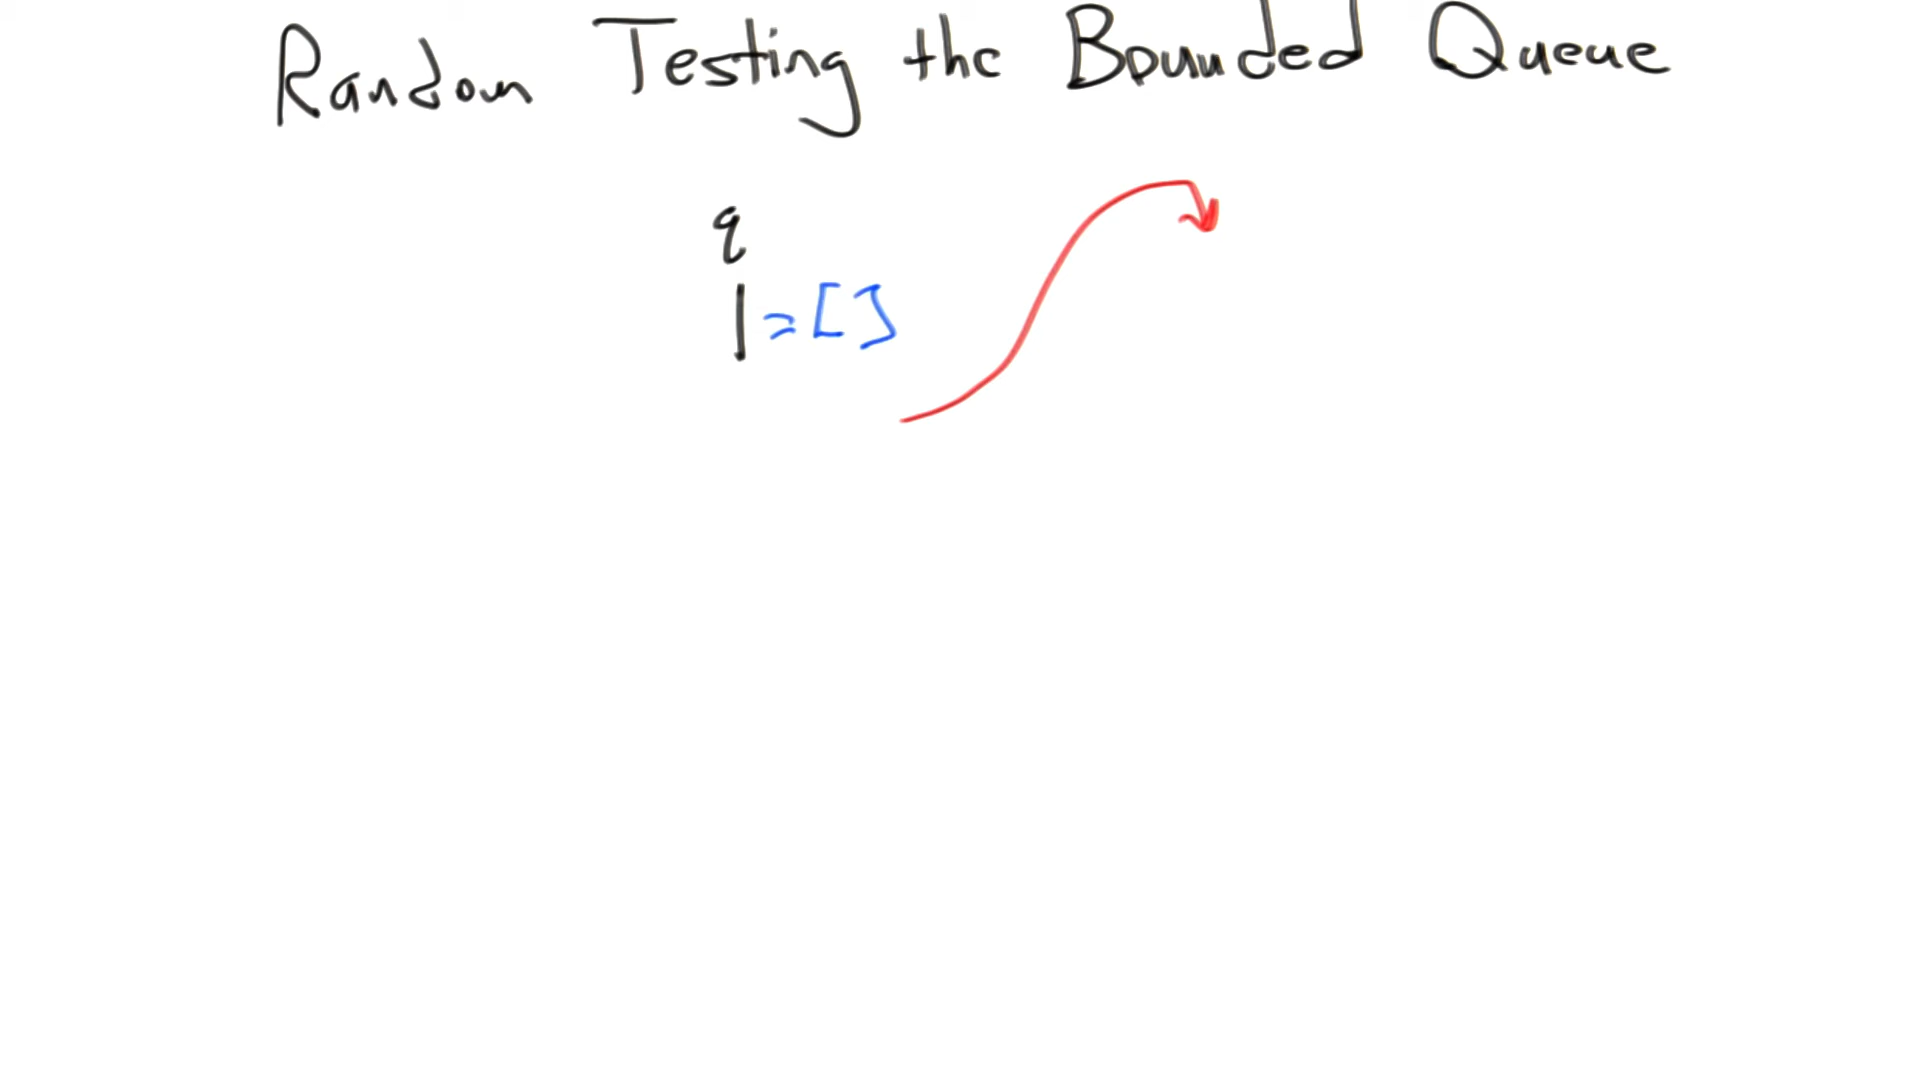 Random Testing the Bounded Queue
q
l = []